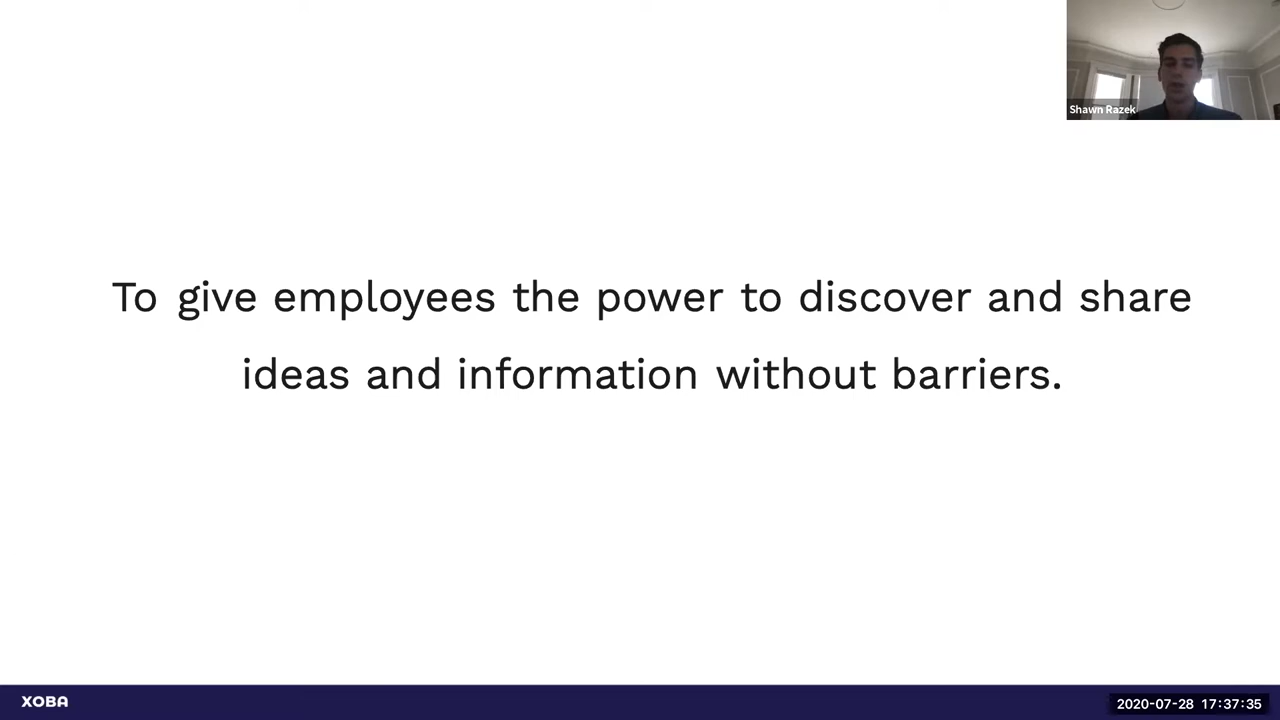 Shawn Razek
To give employees the power to discover and share
ideas and information without barriers.
XOBA
2020-07-28 17:37:35